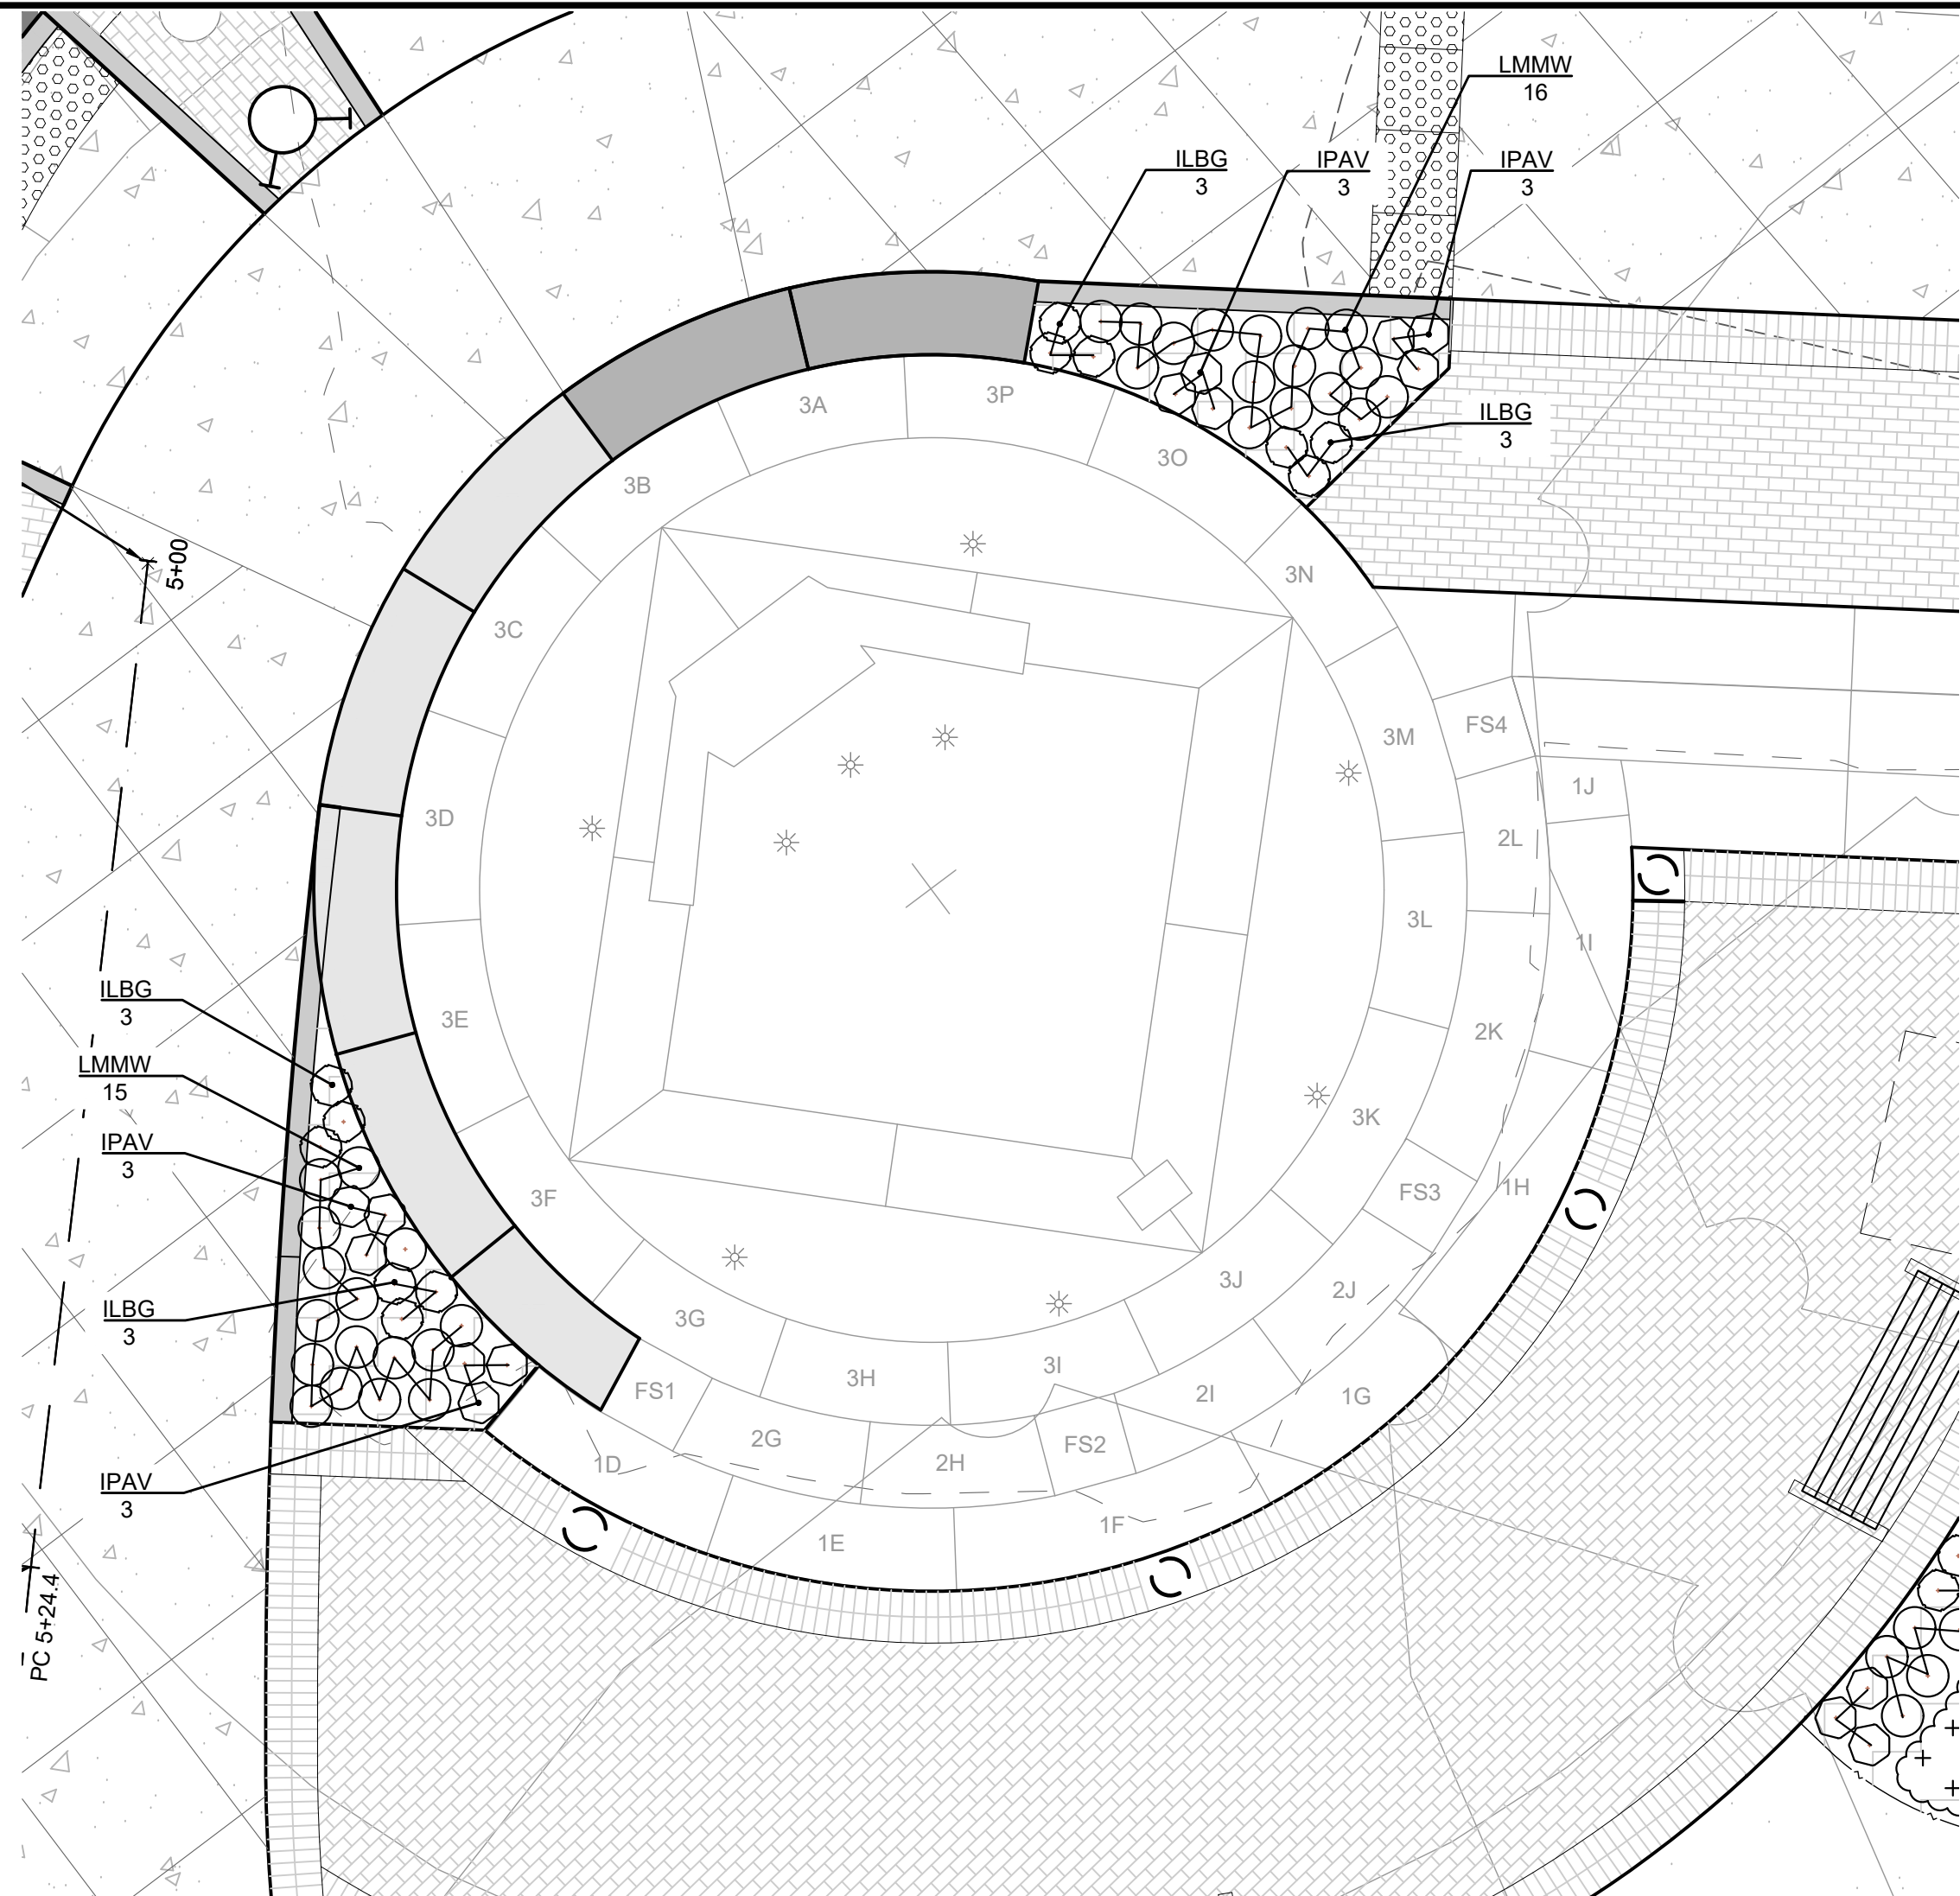 LMMW
16
ILBG
3
IPAV
3
IPAV
3
3A
3P
ILBG
3
3O
3B
5+00
3N
3C
3M
FS4
1J
3D
2L
3L
1I
ILBG
3
3E
2K
LMMW
15
3K
IPAV
3
3F
FS3
1H
3J
2J
ILBG
3
3G
3I
3H
FS1
2I
1G
2G
FS2
2H
1D
IPAV
3
1F
1E
PC 5+24.4